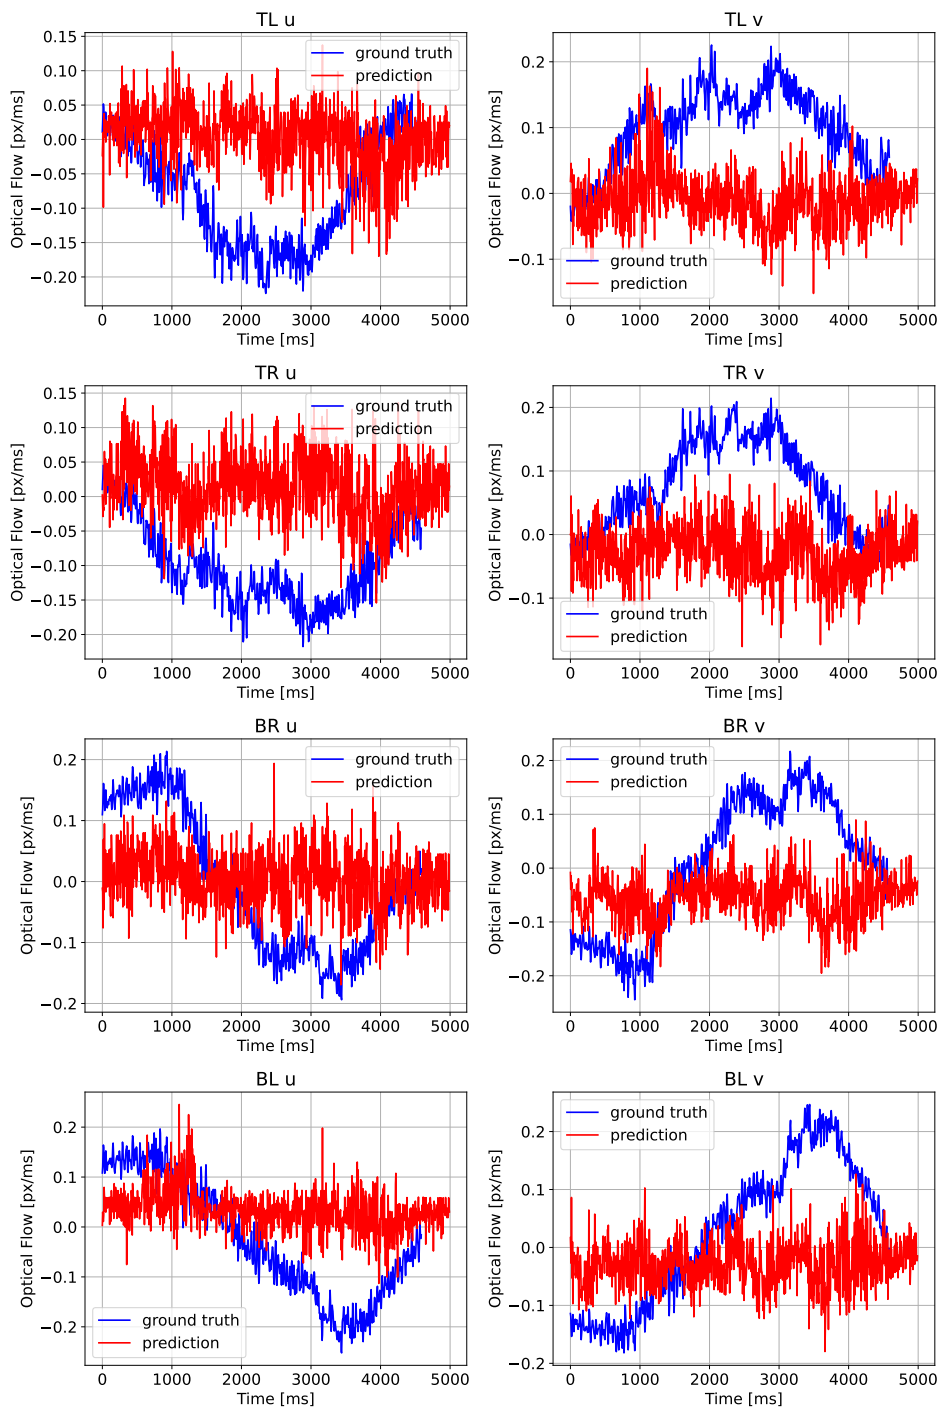 TL u
0.15
0.10
0.05
0.00
−0.05
−0.10
−0.15
−0.20
Optical Flow [px/ms]
ground truth
prediction
0 1000 2000 3000 4000 5000
Time [ms]
TL v
0.2
0.1
0.0
−0.1
Optical Flow [px/ms]
ground truth
prediction
0 1000 2000 3000 4000 5000
Time [ms]
TR u
0.15
0.10
0.05
0.00
−0.05
−0.10
−0.15
−0.20
Optical Flow [px/ms]
ground truth
prediction
0 1000 2000 3000 4000 5000
Time [ms]
TR v
0.2
0.1
0.0
−0.1
Optical Flow [px/ms]
ground truth
prediction
0 1000 2000 3000 4000 5000
Time [ms]
BR u
0.2
0.1
0.0
−0.1
−0.2
Optical Flow [px/ms]
ground truth
prediction
0 1000 2000 3000 4000 5000
Time [ms]
BR v
0.2
0.1
0.0
−0.1
−0.2
Optical Flow [px/ms]
ground truth
prediction
0 1000 2000 3000 4000 5000
Time [ms]
BL u
0.2
0.1
0.0
−0.1
−0.2
Optical Flow [px/ms]
ground truth
prediction
0 1000 2000 3000 4000 5000
Time [ms]
BL v
0.2
0.1
0.0
−0.1
−0.2
Optical Flow [px/ms]
ground truth
prediction
0 1000 2000 3000 4000 5000
Time [ms]